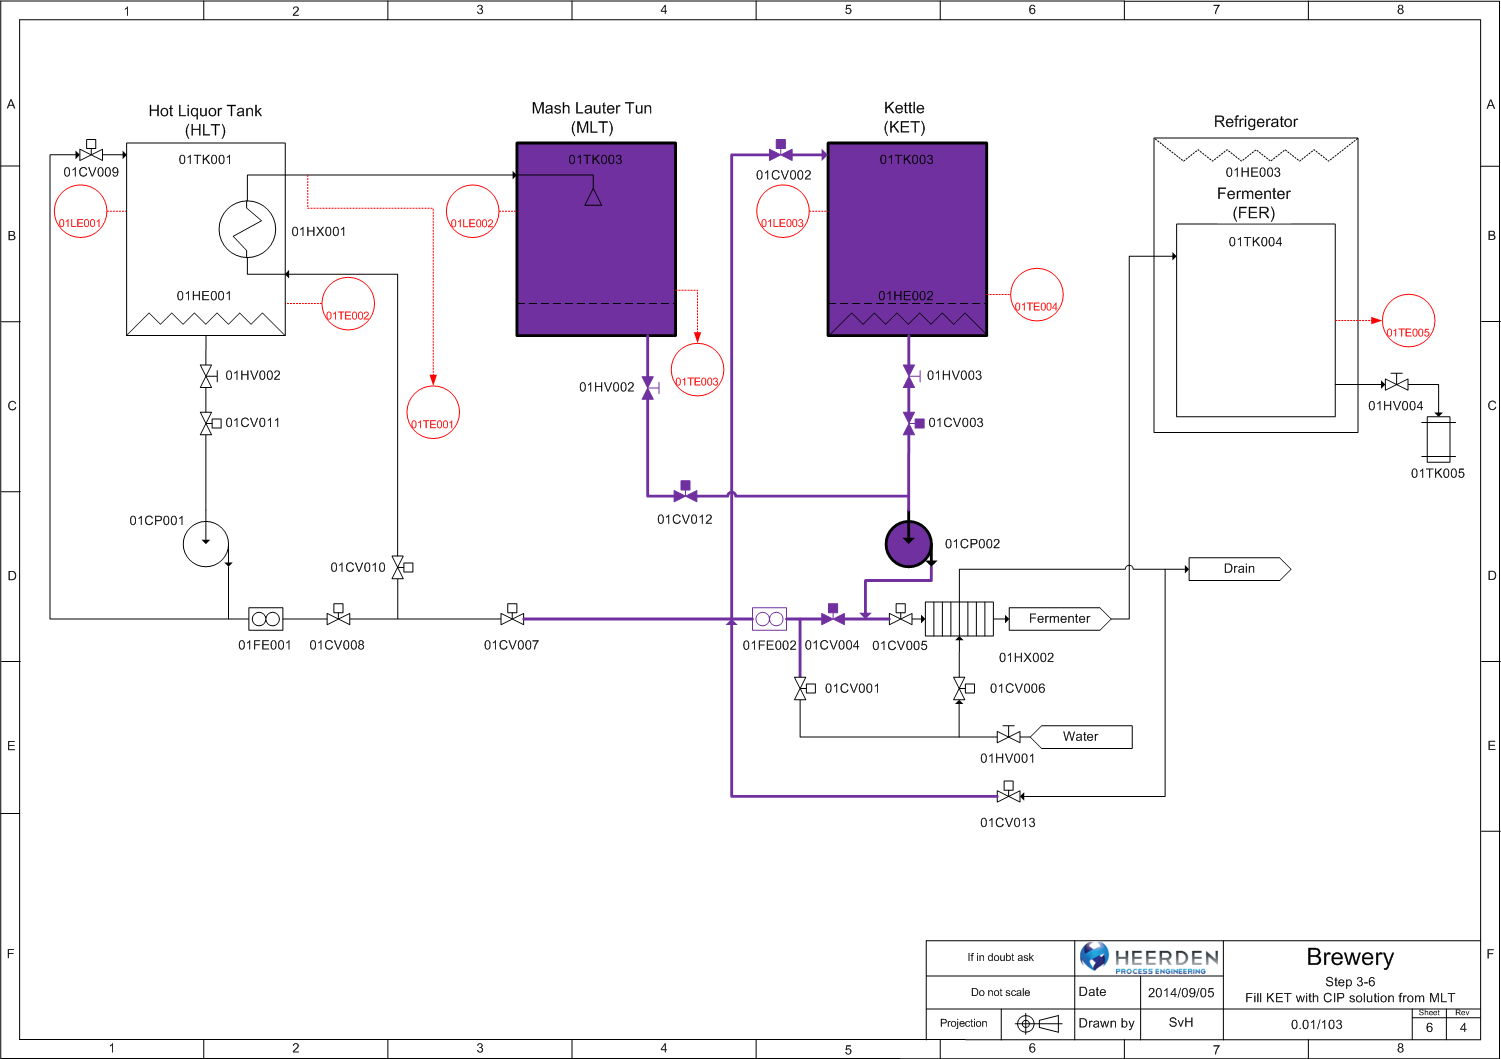 1 2 3 4 5 6 7 8
A A
Hot Liquor Tank
(HLT)
Mash Lauter Tun
(MLT)
Kettle
(KET)
Refrigerator
01TK001
01TK003
01TK003
01CV009
01CV002
01HE003
Fermenter
(FER)
01LE001
01LE002
01LE003
B B
01HX001
01TK004
01HE001
01HE002
01TE002
01TE004
01TE005
01HV002
01HV002
01HV003
01TE003
C C
01HV004
01CV011
01TE001
01CV003
01TK005
01CP001
01CV012
01CP002
01CV010
Drain
D D
Fermenter
01FE001
01CV008
01CV007
01FE002
01CV004
01CV005
01HX002
01CV001
01CV006
E E
Water
01HV001
01CV013
F F
If in doubt ask
HEERDEN
PROCESS ENGINEERING
Brewery
Step 3-6
Fill KET with CIP solution from MLT
Do not scale
Date
2014/09/05
Projection
Drawn by
SvH
0.01/103
Sheet
Rev
6
4
1 2 3 4 5 6 7 8